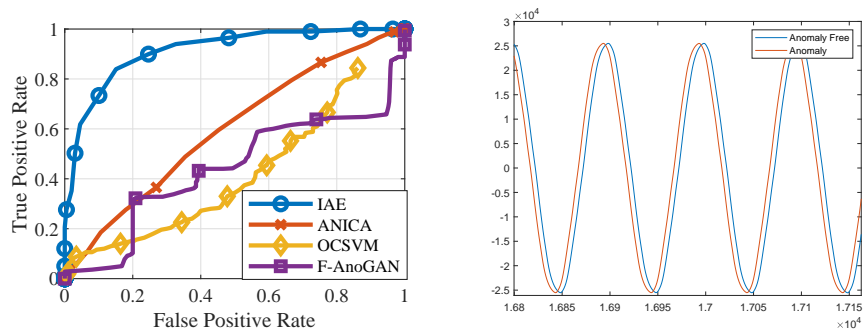 1
0.8
0.6
0.4
0.2
0
0 0.2 0.4 0.6 0.8 1
True Positive Rate
False Positive Rate
IAE
ANICA
OCSVM
F-AnoGAN
×10⁴
3
2.5
2
1.5
1
0.5
0
-0.5
-1
-1.5
-2
-2.5
1.68 1.685 1.69 1.695 1.7 1.705 1.71 1.715
×10⁴
Anomaly Free
Anomaly